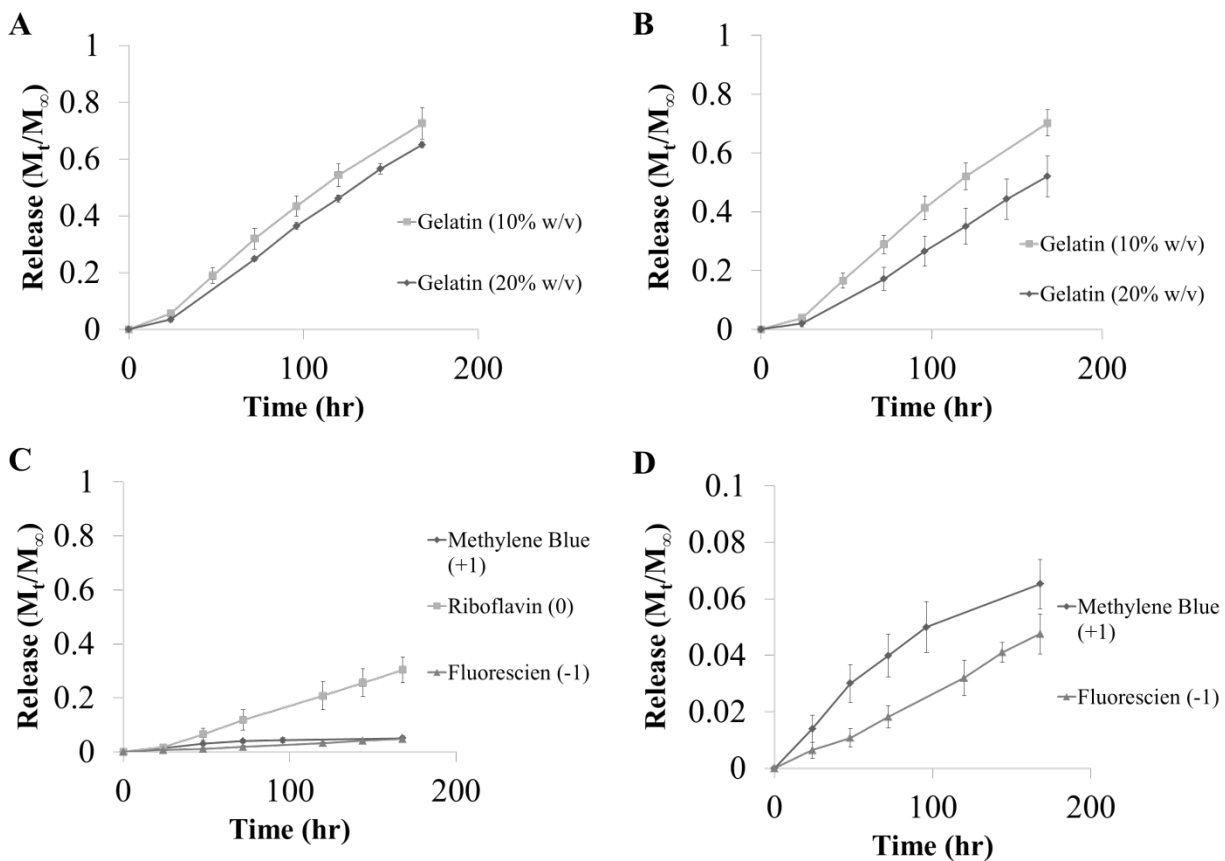 A
Release (Mt/M∞)
1
0.8
0.6
0.4
0.2
0
0 100 200
Time (hr)
Gelatin (10% w/v)
Gelatin (20% w/v)
B
Release (Mt/M∞)
1
0.8
0.6
0.4
0.2
0
0 100 200
Time (hr)
Gelatin (10% w/v)
Gelatin (20% w/v)
C
Release (Mt/M∞)
1
0.8
0.6
0.4
0.2
0
0 100 200
Time (hr)
Methylene Blue
(+1)
Riboflavin (0)
Fluorescien (-1)
D
Release (Mt/M∞)
0.1
0.08
0.06
0.04
0.02
0
0 100 200
Time (hr)
Methylene Blue
(+1)
Fluorescien (-1)